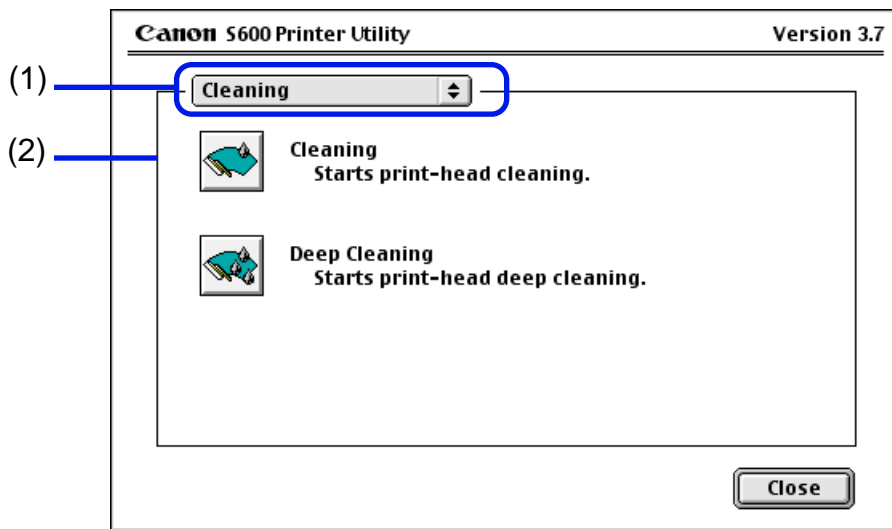 Canon S600 Printer Utility Version 3.7
(1) Cleaning
(2)
Cleaning
Starts print-head cleaning.
Deep Cleaning
Starts print-head deep cleaning.
Close